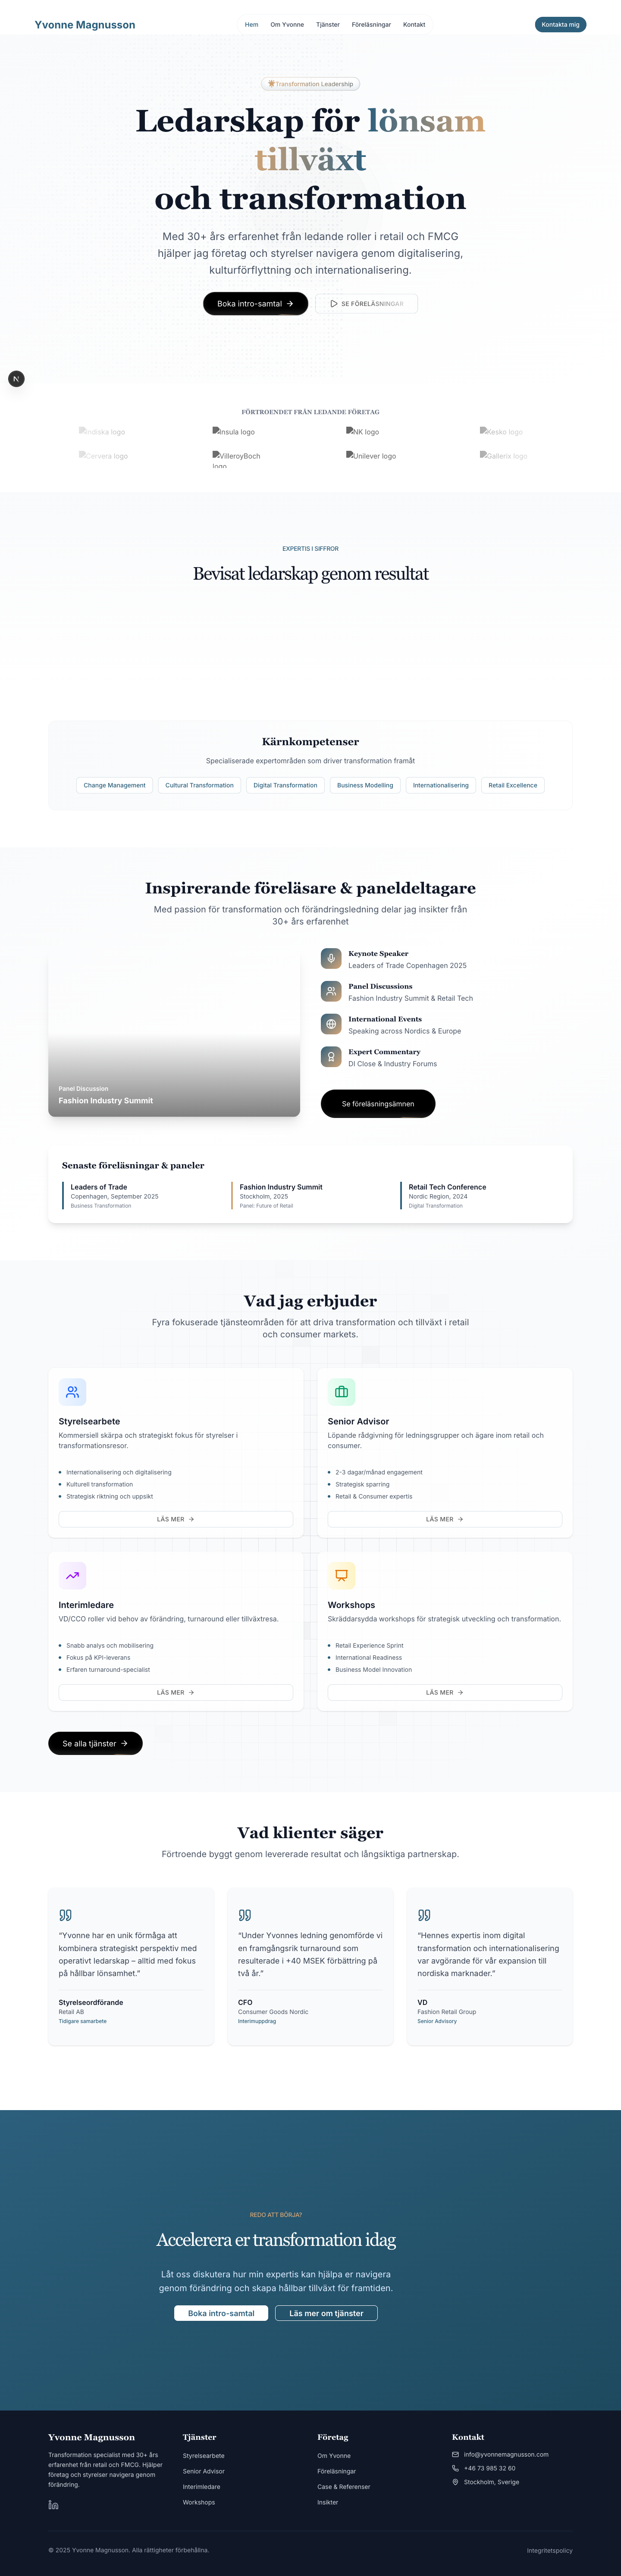 Yvonne Magnusson
Hem
Om Yvonne
Tjänster
Föreläsningar
Kontakt
Kontakta mig
Transformation Leadership
Ledarskap för lönsam
tillväxt
och transformation
Med 30+ års erfarenhet från ledande roller i retail och FMCG
hjälper jag företag och styrelser navigera genom digitalisering,
kulturförflyttning och internationalisering.
Boka intro-samtal
SE FÖRELÄSNINGAR
N
FÖRTROENDET FRÅN LEDANDE FÖRETAG
Indiska logo
Insula logo
NK logo
Kesko logo
Cervera logo
VilleroyBoch
logo
Unilever logo
Gallerix logo
EXPERTIS I SIFFROR
Bevisat ledarskap genom resultat
Kärnkompetenser
Specialiserade expertområden som driver transformation framåt
Change Management
Cultural Transformation
Digital Transformation
Business Modelling
Internationalisering
Retail Excellence
Inspirerande föreläsare & paneldeltagare
Med passion för transformation och förändringsledning delar jag insikter från
30+ års erfarenhet
Panel Discussion
Fashion Industry Summit
Keynote Speaker
Leaders of Trade Copenhagen 2025
Panel Discussions
Fashion Industry Summit & Retail Tech
International Events
Speaking across Nordics & Europe
Expert Commentary
DI Close & Industry Forums
Se föreläsningsämnen
Senaste föreläsningar & paneler
Leaders of Trade
Copenhagen, September 2025
Business Transformation
Fashion Industry Summit
Stockholm, 2025
Panel: Future of Retail
Retail Tech Conference
Nordic Region, 2024
Digital Transformation
Vad jag erbjuder
Fyra fokuserade tjänsteområden för att driva transformation och tillväxt i retail
och consumer markets.
Styrelsearbete
Kommersiell skärpa och strategiskt fokus för styrelser i
transformationsresor.
Internationalisering och digitalisering
Kulturell transformation
Strategisk riktning och uppsikt
LÄS MER
Senior Advisor
Löpande rådgivning för ledningsgrupper och ägare inom retail och
consumer.
2-3 dagar/månad engagement
Strategisk sparring
Retail & Consumer expertis
LÄS MER
Interimledare
VD/CCO roller vid behov av förändring, turnaround eller tillväxtresa.
Snabb analys och mobilisering
Fokus på KPI-leverans
Erfaren turnaround-specialist
LÄS MER
Workshops
Skräddarsydda workshops för strategisk utveckling och transformation.
Retail Experience Sprint
International Readiness
Business Model Innovation
LÄS MER
Se alla tjänster
Vad klienter säger
Förtroende byggt genom levererade resultat och långsiktiga partnerskap.
"Yvonne har en unik förmåga att
kombinera strategiskt perspektiv med
operativt ledarskap – alltid med fokus
på hållbar lönsamhet."
Styrelseordförande
Retail AB
Tidigare samarbete
"Under Yvonnes ledning genomförde vi
en framgångsrik turnaround som
resulterade i +40 MSEK förbättring på
två år."
CFO
Consumer Goods Nordic
Interimuppdrag
"Hennes expertis inom digital
transformation och internationalisering
var avgörande för vår expansion till
nordiska marknader."
VD
Fashion Retail Group
Senior Advisory
REDO ATT BÖRJA?
Accelerera er transformation idag
Låt oss diskutera hur min expertis kan hjälpa er navigera
genom förändring och skapa hållbar tillväxt för framtiden.
Boka intro-samtal
Läs mer om tjänster
Yvonne Magnusson
Transformation specialist med 30+ års
erfarenhet från retail och FMCG. Hjälper
företag och styrelser navigera genom
förändring.
Tjänster
Styrelsearbete
Senior Advisor
Interimledare
Workshops
Företag
Om Yvonne
Föreläsningar
Case & Referenser
Insikter
Kontakt
info@yvonnemagnusson.com
+46 73 985 32 60
Stockholm, Sverige
© 2025 Yvonne Magnusson. Alla rättigheter förbehållna.
Integritetspolicy